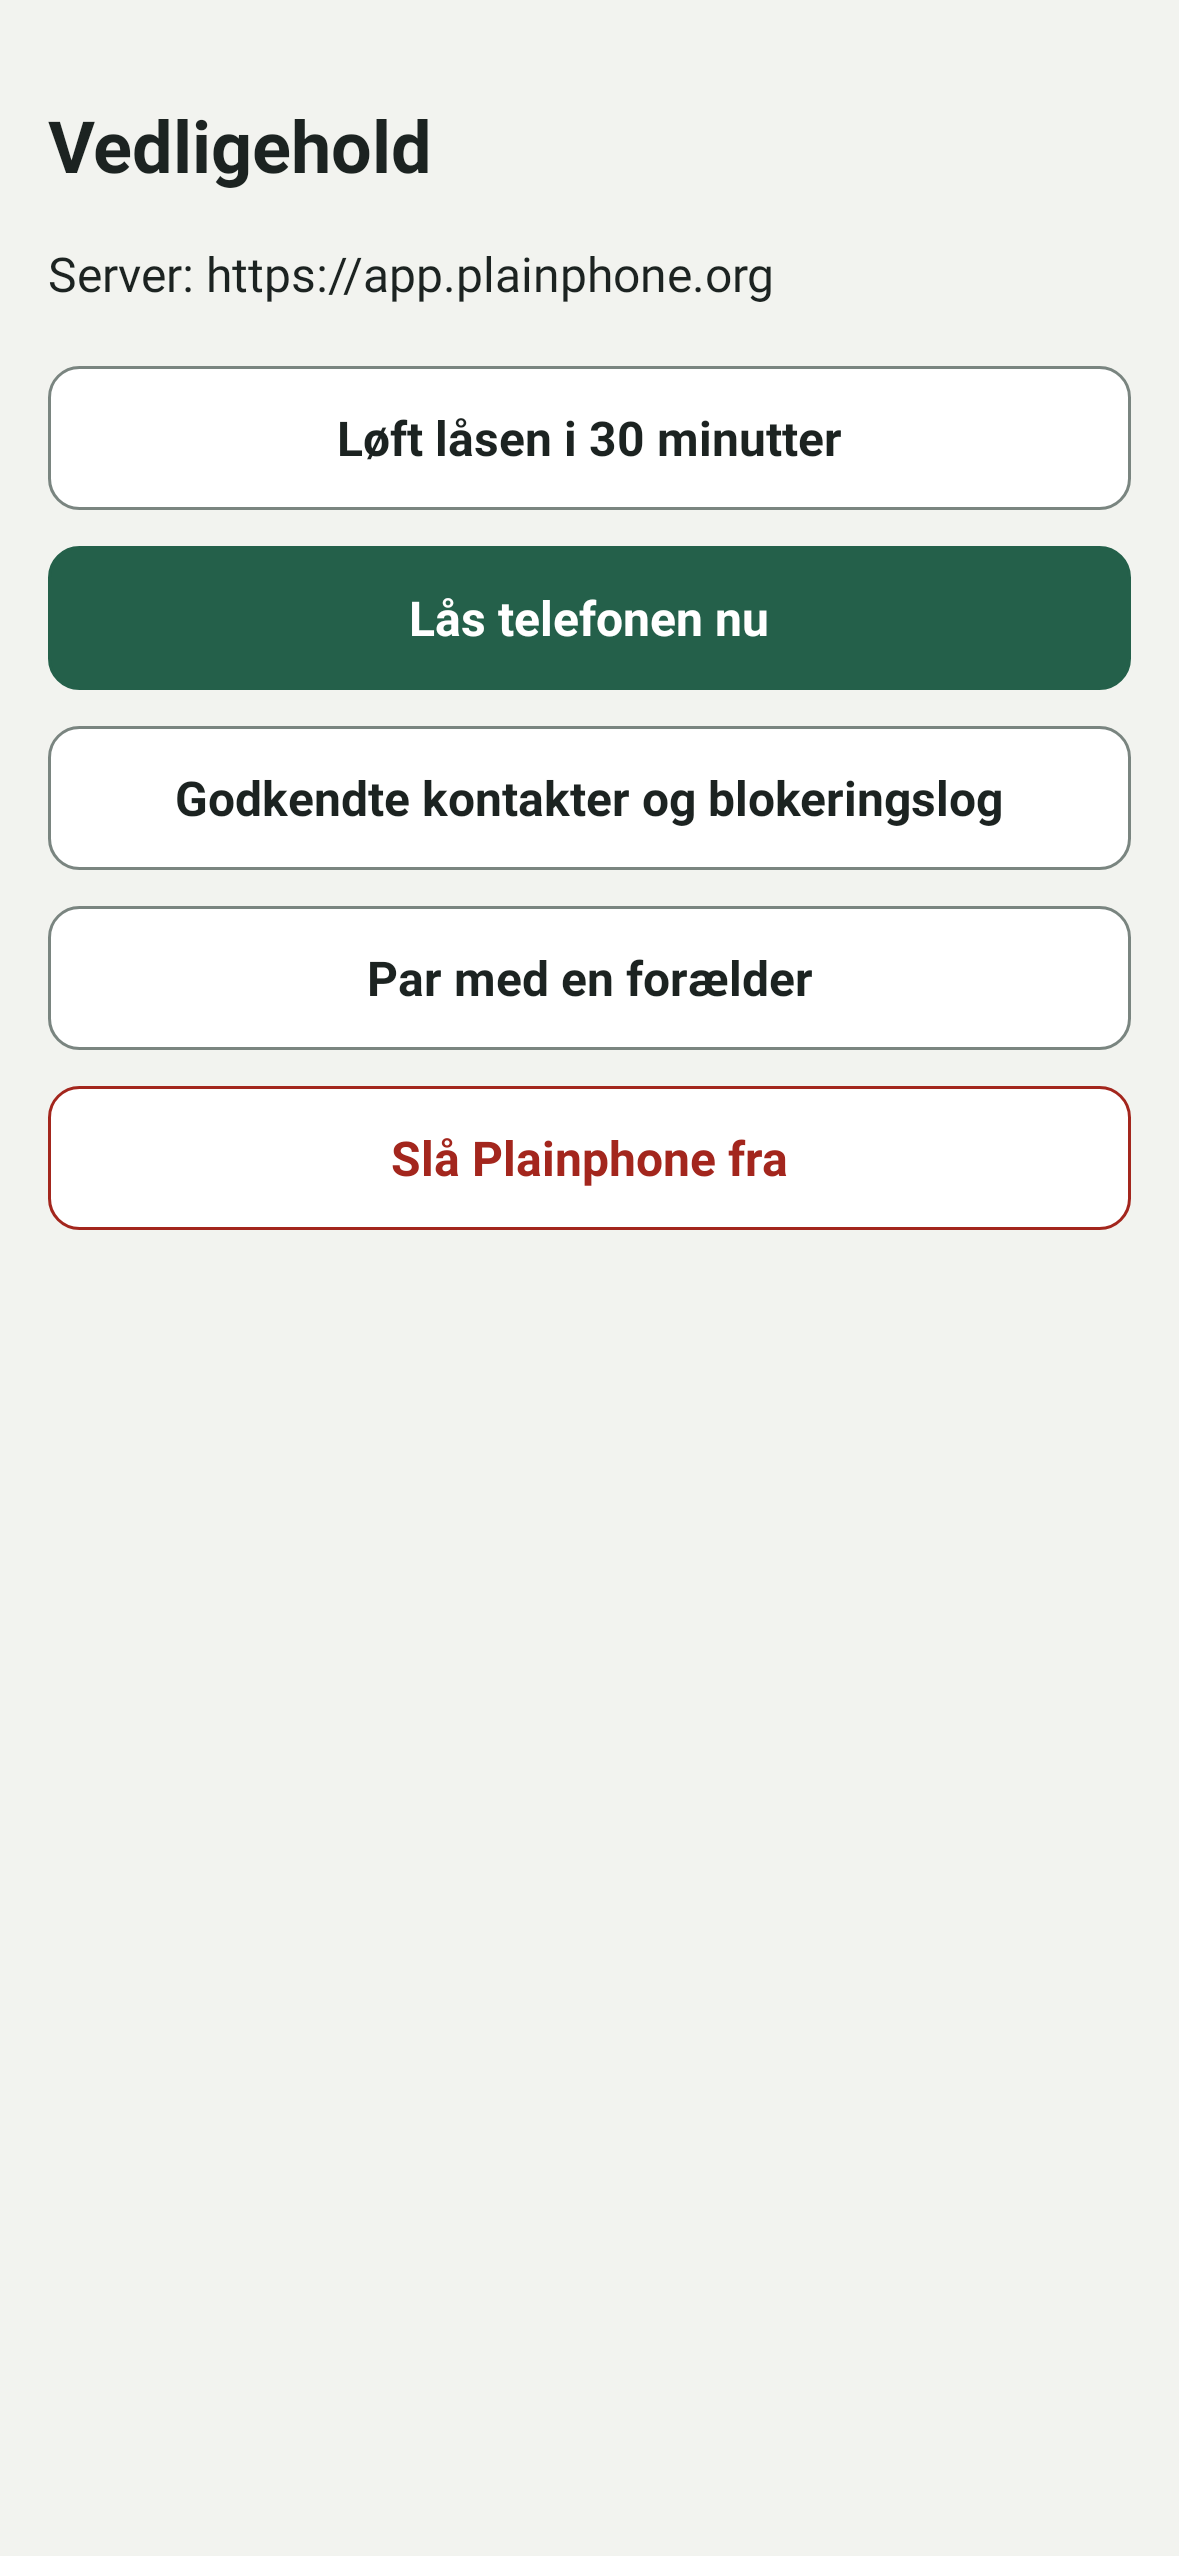 Vedligehold
Server: https://app.plainphone.org
Løft låsen i 30 minutter
Lås telefonen nu
Godkendte kontakter og blokeringslog
Par med en forælder
Slå Plainphone fra